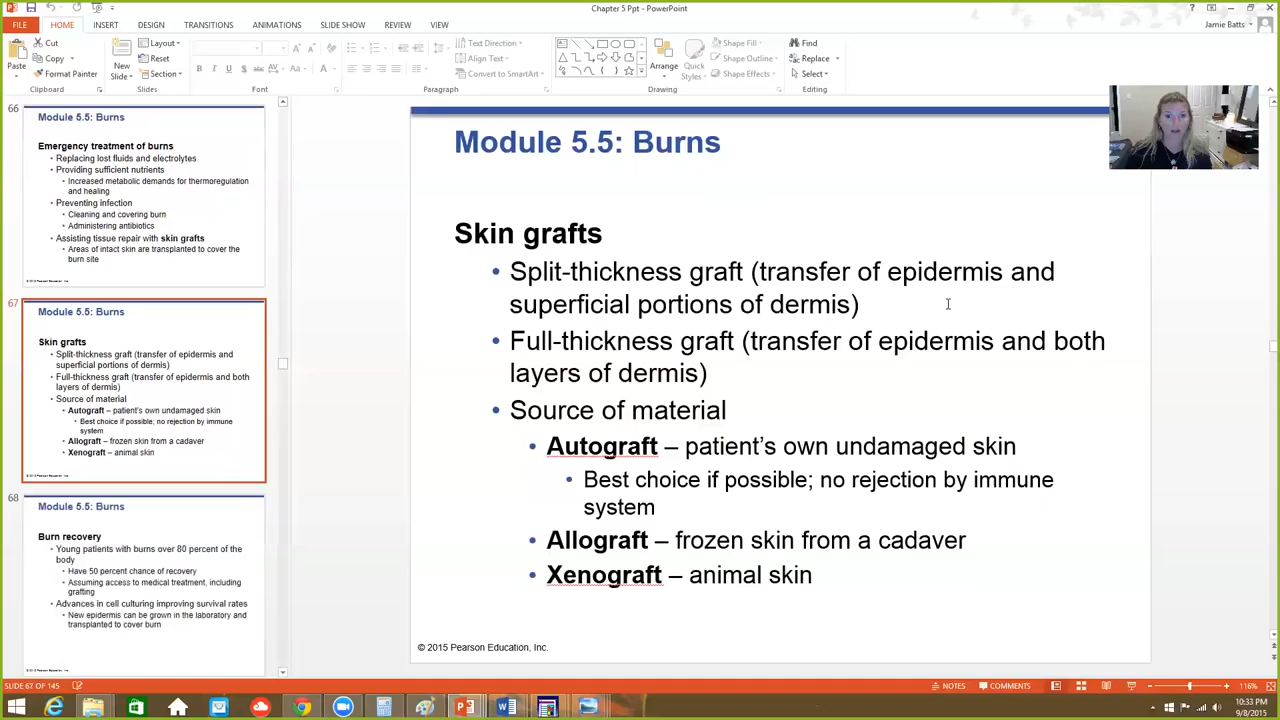 Chapter 5 Ppt - PowerPoint
FILE HOME INSERT DESIGN TRANSITIONS ANIMATIONS SLIDE SHOW REVIEW VIEW
Jamie Batts
Paste
Cut
Copy
Format Painter
Clipboard
New Slide
Layout
Reset
Section
Slides
Font
Text Direction
Align Text
Convert to SmartArt
Paragraph
Arrange
Quick Styles
Shape Fill
Shape Outline
Shape Effects
Drawing
Find
Replace
Select
Editing
66
Module 5.5: Burns
Emergency treatment of burns
• Replacing lost fluids and electrolytes
• Providing sufficient nutrients
• Increased metabolic demands for thermoregulation
and healing
• Preventing infection
• Cleaning and covering burn
• Administering antibiotics
• Assisting tissue repair with skin grafts
• Areas of intact skin are transplanted to cover the
burn site
67
Module 5.5: Burns
Skin grafts
• Split-thickness graft (transfer of epidermis and
superficial portions of dermis)
• Full-thickness graft (transfer of epidermis and both
layers of dermis)
• Source of material
• Autograft – patient's own undamaged skin
• Best choice if possible; no rejection by immune
system
• Allograft – frozen skin from a cadaver
• Xenograft – animal skin
68
Module 5.5: Burns
Burn recovery
• Young patients with burns over 80 percent of the
body
• Have 50 percent chance of recovery
• Assuming access to medical treatment, including
grafting
• Advances in cell culturing improving survival rates
• New epidermis can be grown in the laboratory and
transplanted to cover burn
Module 5.5: Burns
Skin grafts
• Split-thickness graft (transfer of epidermis and
superficial portions of dermis)
• Full-thickness graft (transfer of epidermis and both
layers of dermis)
• Source of material
• Autograft – patient's own undamaged skin
• Best choice if possible; no rejection by immune
system
• Allograft – frozen skin from a cadaver
• Xenograft – animal skin
© 2015 Pearson Education, Inc.
SLIDE 67 OF 145
NOTES COMMENTS 116%
10:33 PM
9/8/2015